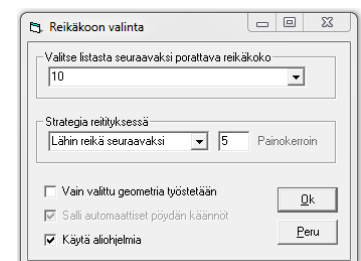 Reikäkoon valinta
Valitse listasta seuraavaksi porattava reikäkoko
10
Strategia reitityksessä
Lähin reikä seuraavaksi 5 Painokerroin
Vain valittu geometria työstetään
Salli automaattiset pöydän käännöt
Käytä aliohjelmia
Ok
Peru